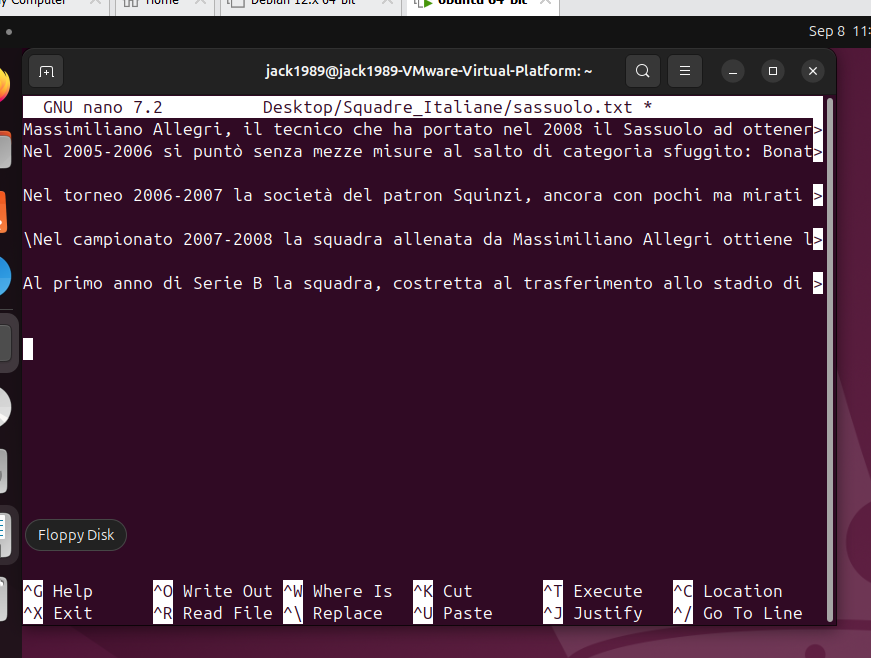 Computer
Home
Debian 12.x 64-bit
Ubuntu 64-bit
Sep 8 11:
jack1989@jack1989-VMware-Virtual-Platform: ~
GNU nano 7.2 Desktop/Squadre_Italiane/sassuolo.txt *
Massimiliano Allegri, il tecnico che ha portato nel 2008 il Sassuolo ad ottener>
Nel 2005-2006 si puntò senza mezze misure al salto di categoria sfuggito: Bonat>
Nel torneo 2006-2007 la società del patron Squinzi, ancora con pochi ma mirati >
\Nel campionato 2007-2008 la squadra allenata da Massimiliano Allegri ottiene l>
Al primo anno di Serie B la squadra, costretta al trasferimento allo stadio di >
Floppy Disk
^G Help ^O Write Out ^W Where Is ^K Cut ^T Execute ^C Location
^X Exit ^R Read File ^\ Replace ^U Paste ^J Justify ^/ Go To Line